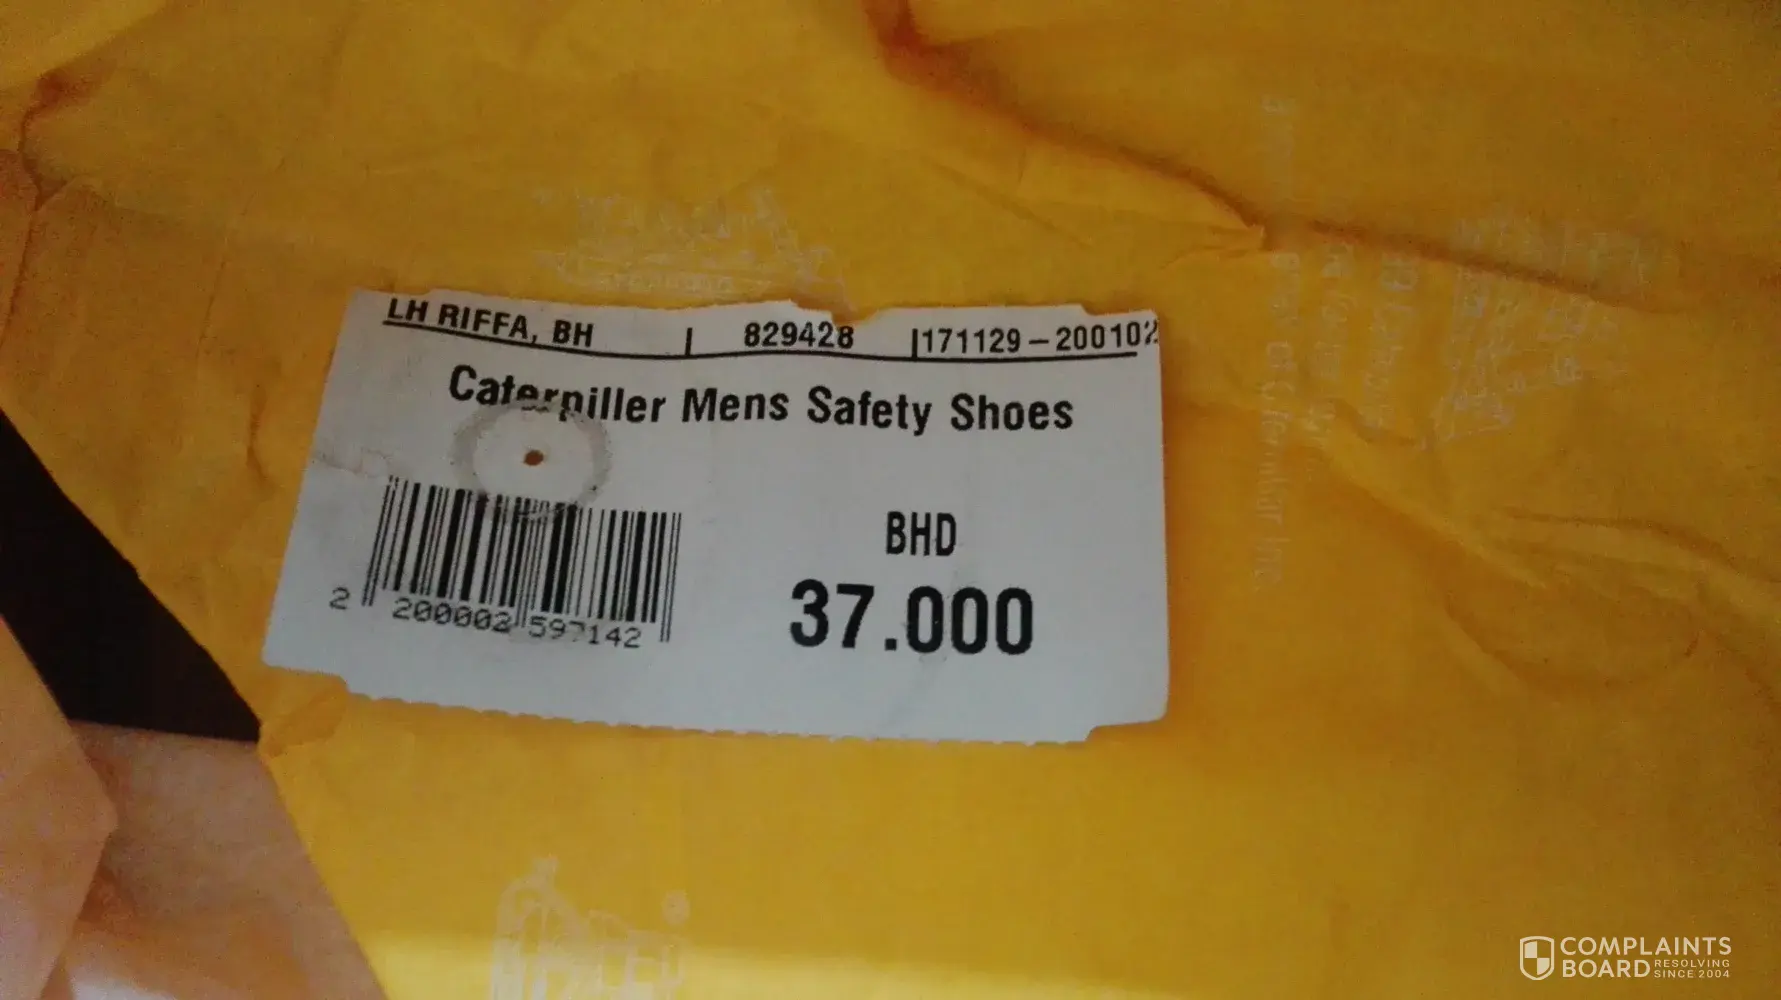 LH RIFFA, BH | 829428 | 171129-200102
Caterpiller Mens Safety Shoes
BHD
37.000
2 200002 597142
COMPLAINTS
BOARD RESOLVING
SINCE 2004